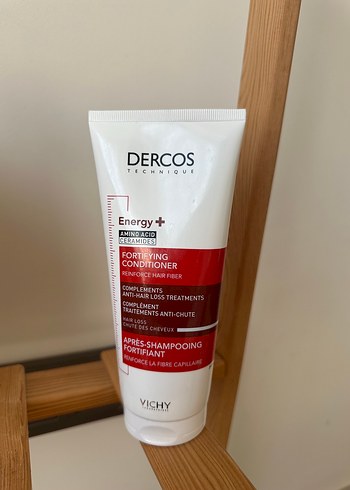 DERCOS
TECHNIQUE
Energy+
AMINO ACID
CERAMIDES
FORTIFYING
CONDITIONER
REINFORCE HAIR FIBER
COMPLEMENTS
ANTI-HAIR LOSS TREATMENTS
COMPLÉMENT
TRAITEMENTS ANTI-CHUTE
HAIR LOSS
CHUTE DES CHEVEUX
APRÈS-SHAMPOOING
FORTIFIANT
RENFORCE LA FIBRE CAPILLAIRE
VICHY
LABORATOIRES